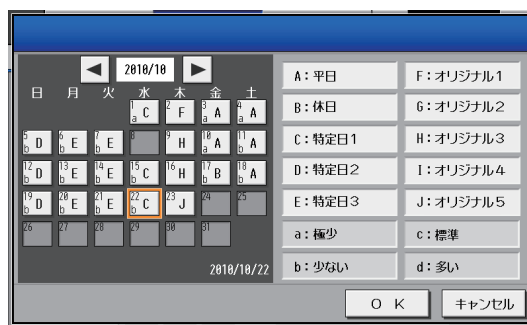 2010/10
日 月 火 水 木 金 土
1 a C 2 F 3 a A 4 a A
5 b D 6 b E 7 b E 8 9 H 10 a A 11 b A
12 b D 13 b E 14 b E 15 b C 16 H 17 b B 18 b A
19 b D 20 b E 21 b E 22 b C 23 J 24 25
26 27 28 29 30 31
2010/10/22
A：平日 F：オリジナル1
B：休日 G：オリジナル2
C：特定日1 H：オリジナル3
D：特定日2 I：オリジナル4
E：特定日3 J：オリジナル5
a：極少 c：標準
b：少ない d：多い
ＯＫ キャンセル